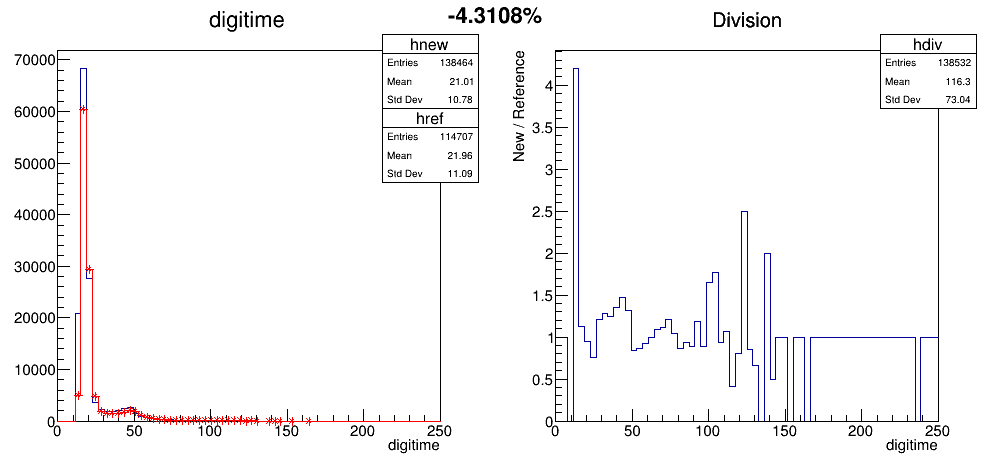 -4.3108%
digitime
hnew
Entries 138464
Mean 21.01
Std Dev 10.78
href
Entries 114707
Mean 21.96
Std Dev 11.09
70000
60000
50000
40000
30000
20000
10000
0
0 50 100 150 200 250
digitime
Division
hdiv
Entries 138532
Mean 116.3
Std Dev 73.04
New / Reference
4
3.5
3
2.5
2
1.5
1
0.5
0
0 50 100 150 200 250
digitime